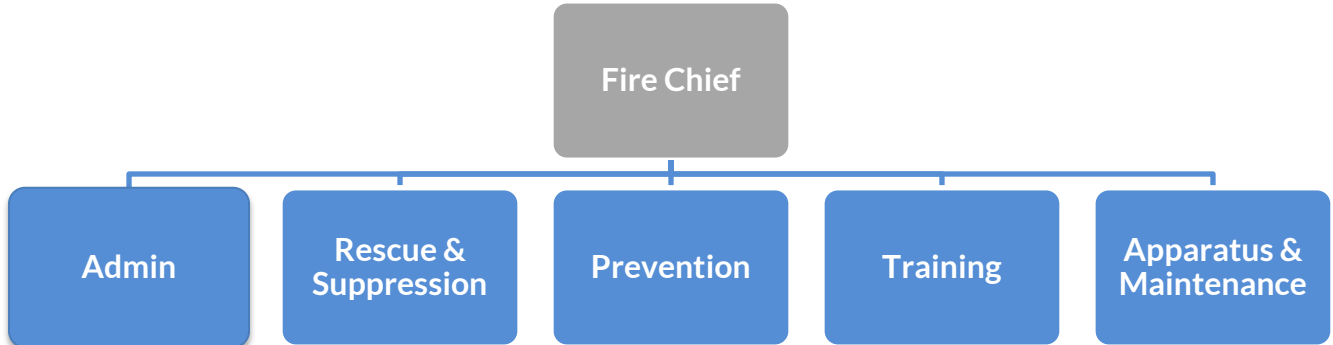 Fire Chief
Admin
Rescue &
Suppression
Prevention
Training
Apparatus &
Maintenance